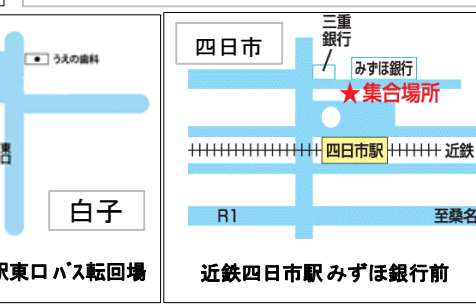 うえの歯科
東口
白子
駅東口バス転回場
四日市
三重
銀行
みずほ銀行
★集合場所
四日市駅
近鉄
R1
至桑名
近鉄四日市駅 みずほ銀行前